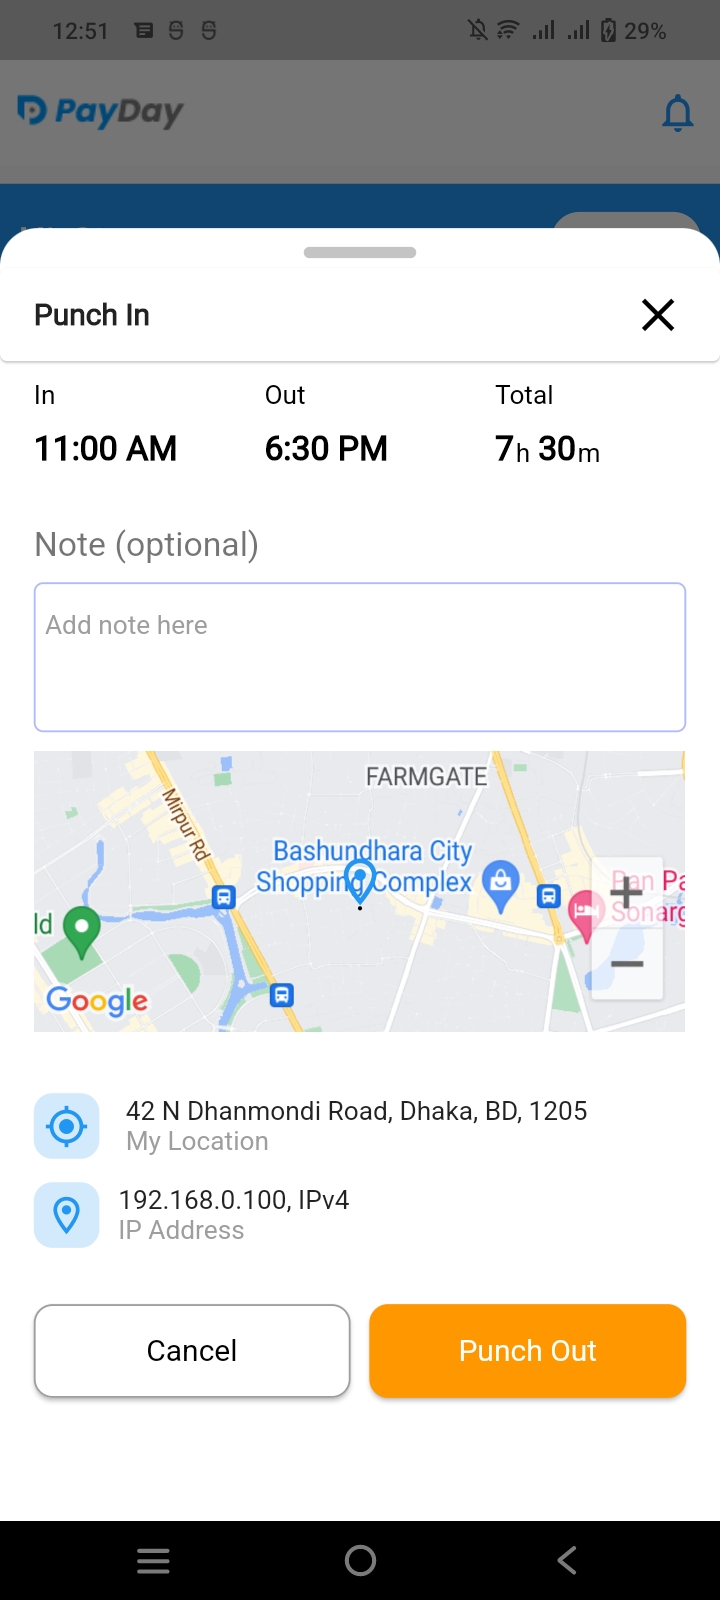 12:51 29%
PayDay
Punch In
In Out Total
11:00 AM 6:30 PM 7h 30m
Note (optional)
Add note here
FARMGATE
Mirpur Rd
Bashundhara City
Shopping Complex
Pan Pa
Sonarg
ld
Google
42 N Dhanmondi Road, Dhaka, BD, 1205
My Location
192.168.0.100, IPv4
IP Address
Cancel Punch Out